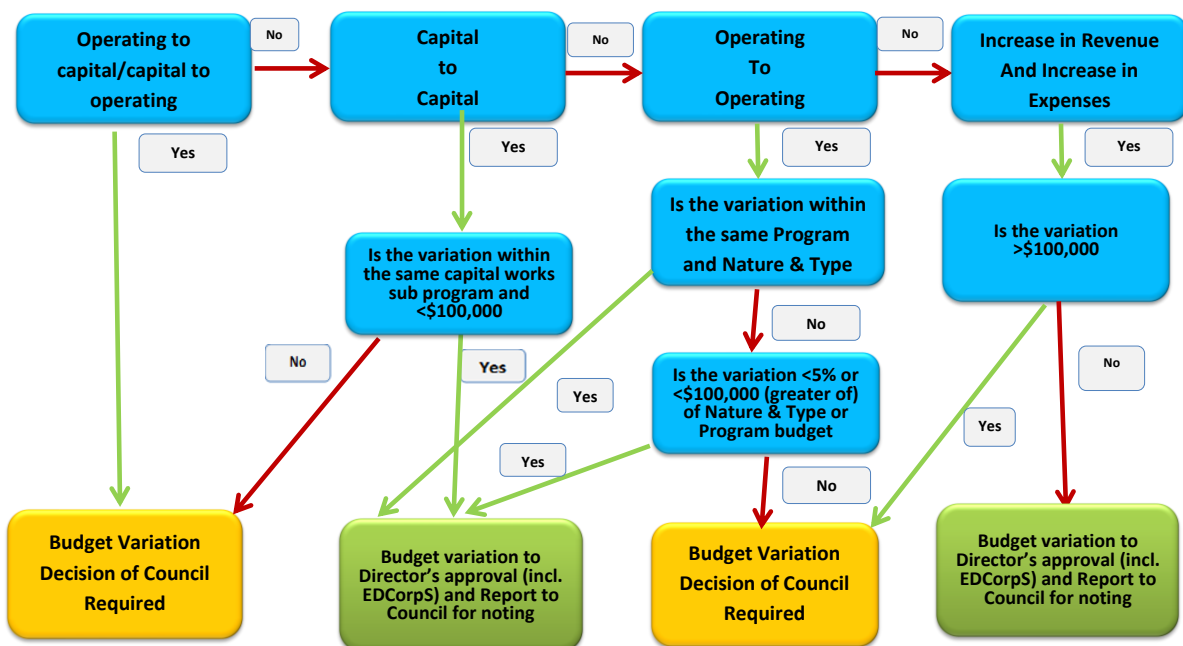 Operating to
capital/capital to
operating
No
Capital
to
Capital
No
Operating
To
Operating
No
Increase in Revenue
And Increase in
Expenses
Yes
Yes
Yes
Yes
Is the variation within
the same Program
and Nature & Type
Is the variation
>$100,000
Is the variation within
the same capital works
sub program and
<$100,000
No
No
Yes
No
Is the variation <5% or
<$100,000 (greater of)
of Nature & Type or
Program budget
Yes
Yes
Yes
No
Budget Variation
Decision of Council
Required
Budget variation to
Director's approval (incl.
EDCorpS) and Report to
Council for noting
Budget Variation
Decision of Council
Required
Budget variation to
Director's approval (incl.
EDCorpS) and Report to
Council for noting